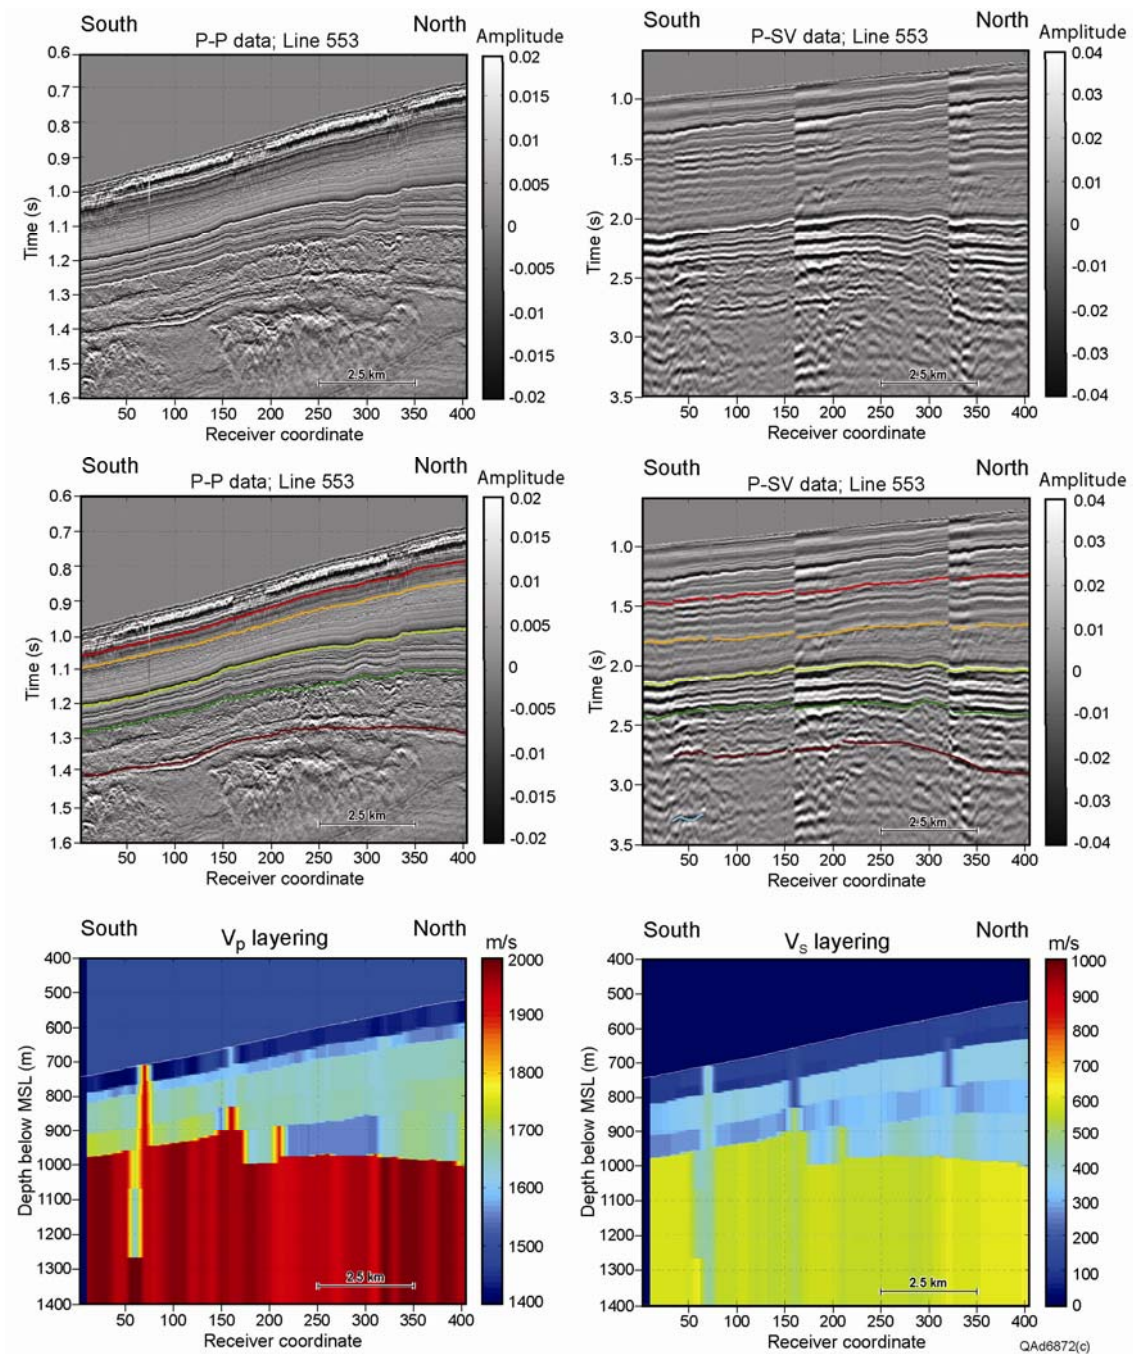 South North
P-P data; Line 553
Amplitude
0.6
0.7
0.8
0.9
1.0
1.1
1.2
1.3
1.4
1.5
1.6
Time (s)
2.5 km
50 100 150 200 250 300 350 400
Receiver coordinate
0.02
0.015
0.01
0.005
0
-0.005
-0.01
-0.015
-0.02
South North
P-SV data; Line 553
Amplitude
1.0
1.5
2.0
2.5
3.0
3.5
Time (s)
2.5 km
50 100 150 200 250 300 350 400
Receiver coordinate
0.04
0.03
0.02
0.01
0
-0.01
-0.02
-0.03
-0.04
South North
P-P data; Line 553
Amplitude
0.6
0.7
0.8
0.9
1.0
1.1
1.2
1.3
1.4
1.5
1.6
Time (s)
2.5 km
50 100 150 200 250 300 350 400
Receiver coordinate
0.02
0.015
0.01
0.005
0
-0.005
-0.01
-0.015
-0.02
South North
P-SV data; Line 553
Amplitude
1.0
1.5
2.0
2.5
3.0
3.5
Time (s)
2.5 km
50 100 150 200 250 300 350 400
Receiver coordinate
0.04
0.03
0.02
0.01
0
-0.01
-0.02
-0.03
-0.04
South North
Vp layering
m/s
400
500
600
700
800
900
1000
1100
1200
1300
1400
Depth below MSL (m)
2.5 km
50 100 150 200 250 300 350 400
Receiver coordinate
2000
1900
1800
1700
1600
1500
1400
South North
Vs layering
m/s
400
500
600
700
800
900
1000
1100
1200
1300
1400
Depth below MSL (m)
2.5 km
50 100 150 200 250 300 350 400
Receiver coordinate
1000
900
800
700
600
500
400
300
200
100
0
QAd6872(c)